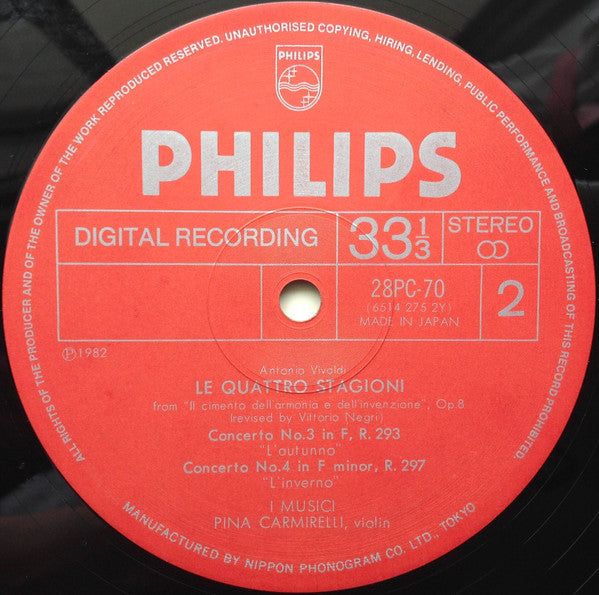 ALL RIGHTS OF THE PRODUCER AND OF THE OWNER OF THE WORK REPRODUCED RESERVED. UNAUTHORISED COPYING, HIRING, LENDING, PUBLIC PERFORMANCE AND BROADCASTING OF THIS RECORD PROHIBITED.
PHILIPS
PHILIPS
DIGITAL RECORDING
33 1/3
STEREO
28PC-70
(6514 275 2Y)
MADE IN JAPAN
2
Ⓟ1982
Antonio Vivaldi
LE QUATTRO STAGIONI
from "Il cimento dell'armonia e dell'invenzione", Op.8
(revised by Vittorio Negri)
Concerto No.3 in F, R. 293
"L'autunno"
Concerto No.4 in F minor, R. 297
"L'inverno"
I MUSICI
PINA CARMIRELLI, violin
MANUFACTURED BY NIPPON PHONOGRAM CO. LTD., TOKYO